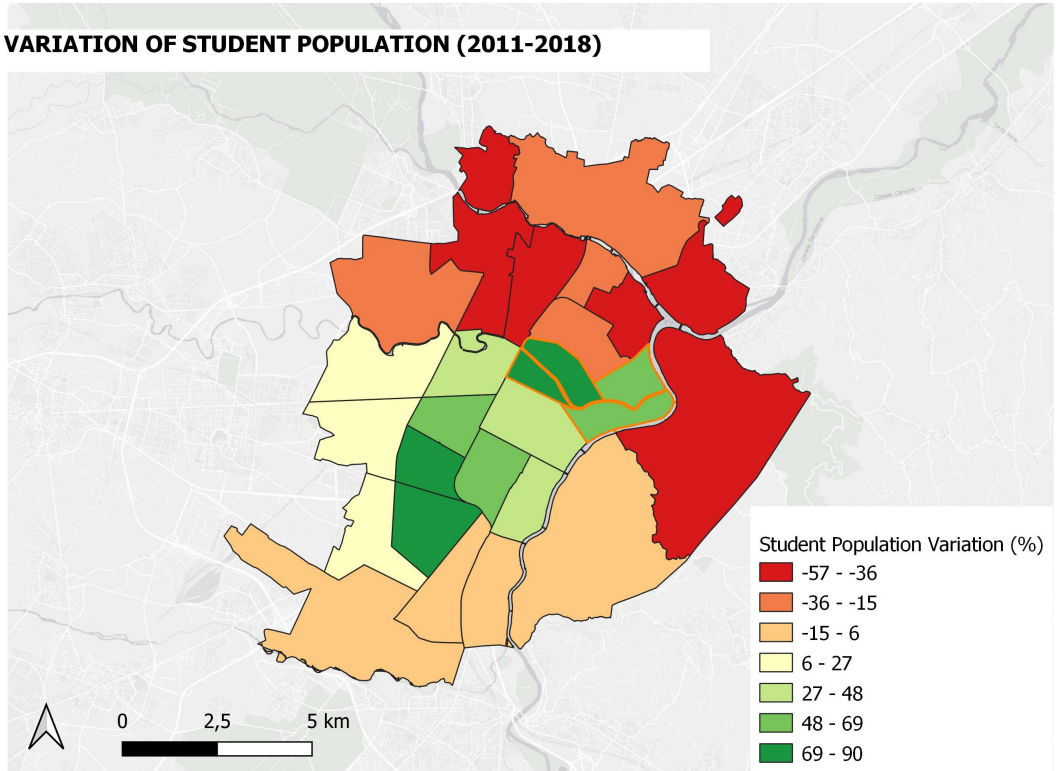 VARIATION OF STUDENT POPULATION (2011-2018)
Student Population Variation (%)
-57 - -36
-36 - -15
-15 - 6
6 - 27
27 - 48
48 - 69
69 - 90
0 2,5 5 km